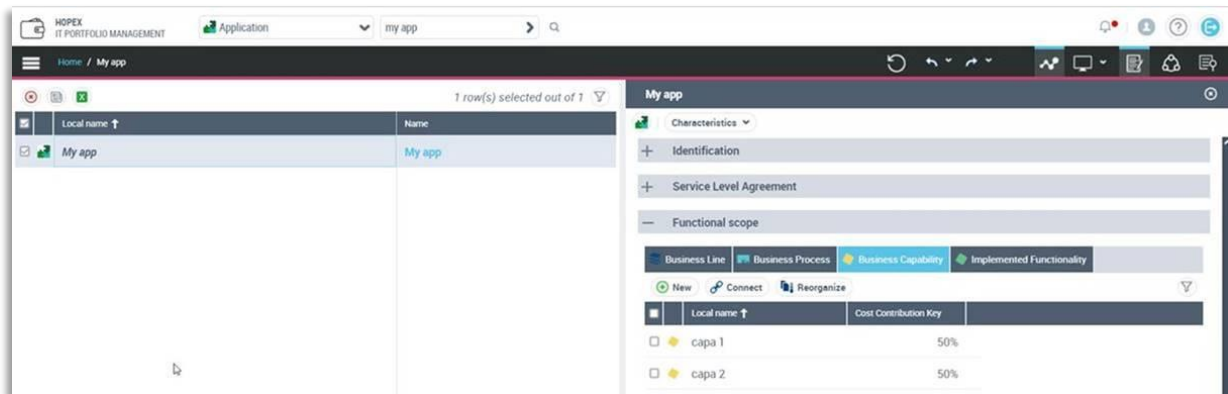 HOPEX
IT PORTFOLIO MANAGEMENT
Application
my app
Home / My app
1 row(s) selected out of 1
Local name
Name
My app
My app
My app
Characteristics
Identification
Service Level Agreement
Functional scope
Business Line
Business Process
Business Capability
Implemented Functionality
New
Connect
Reorganize
Local name
Cost Contribution Key
capa 1
50%
capa 2
50%